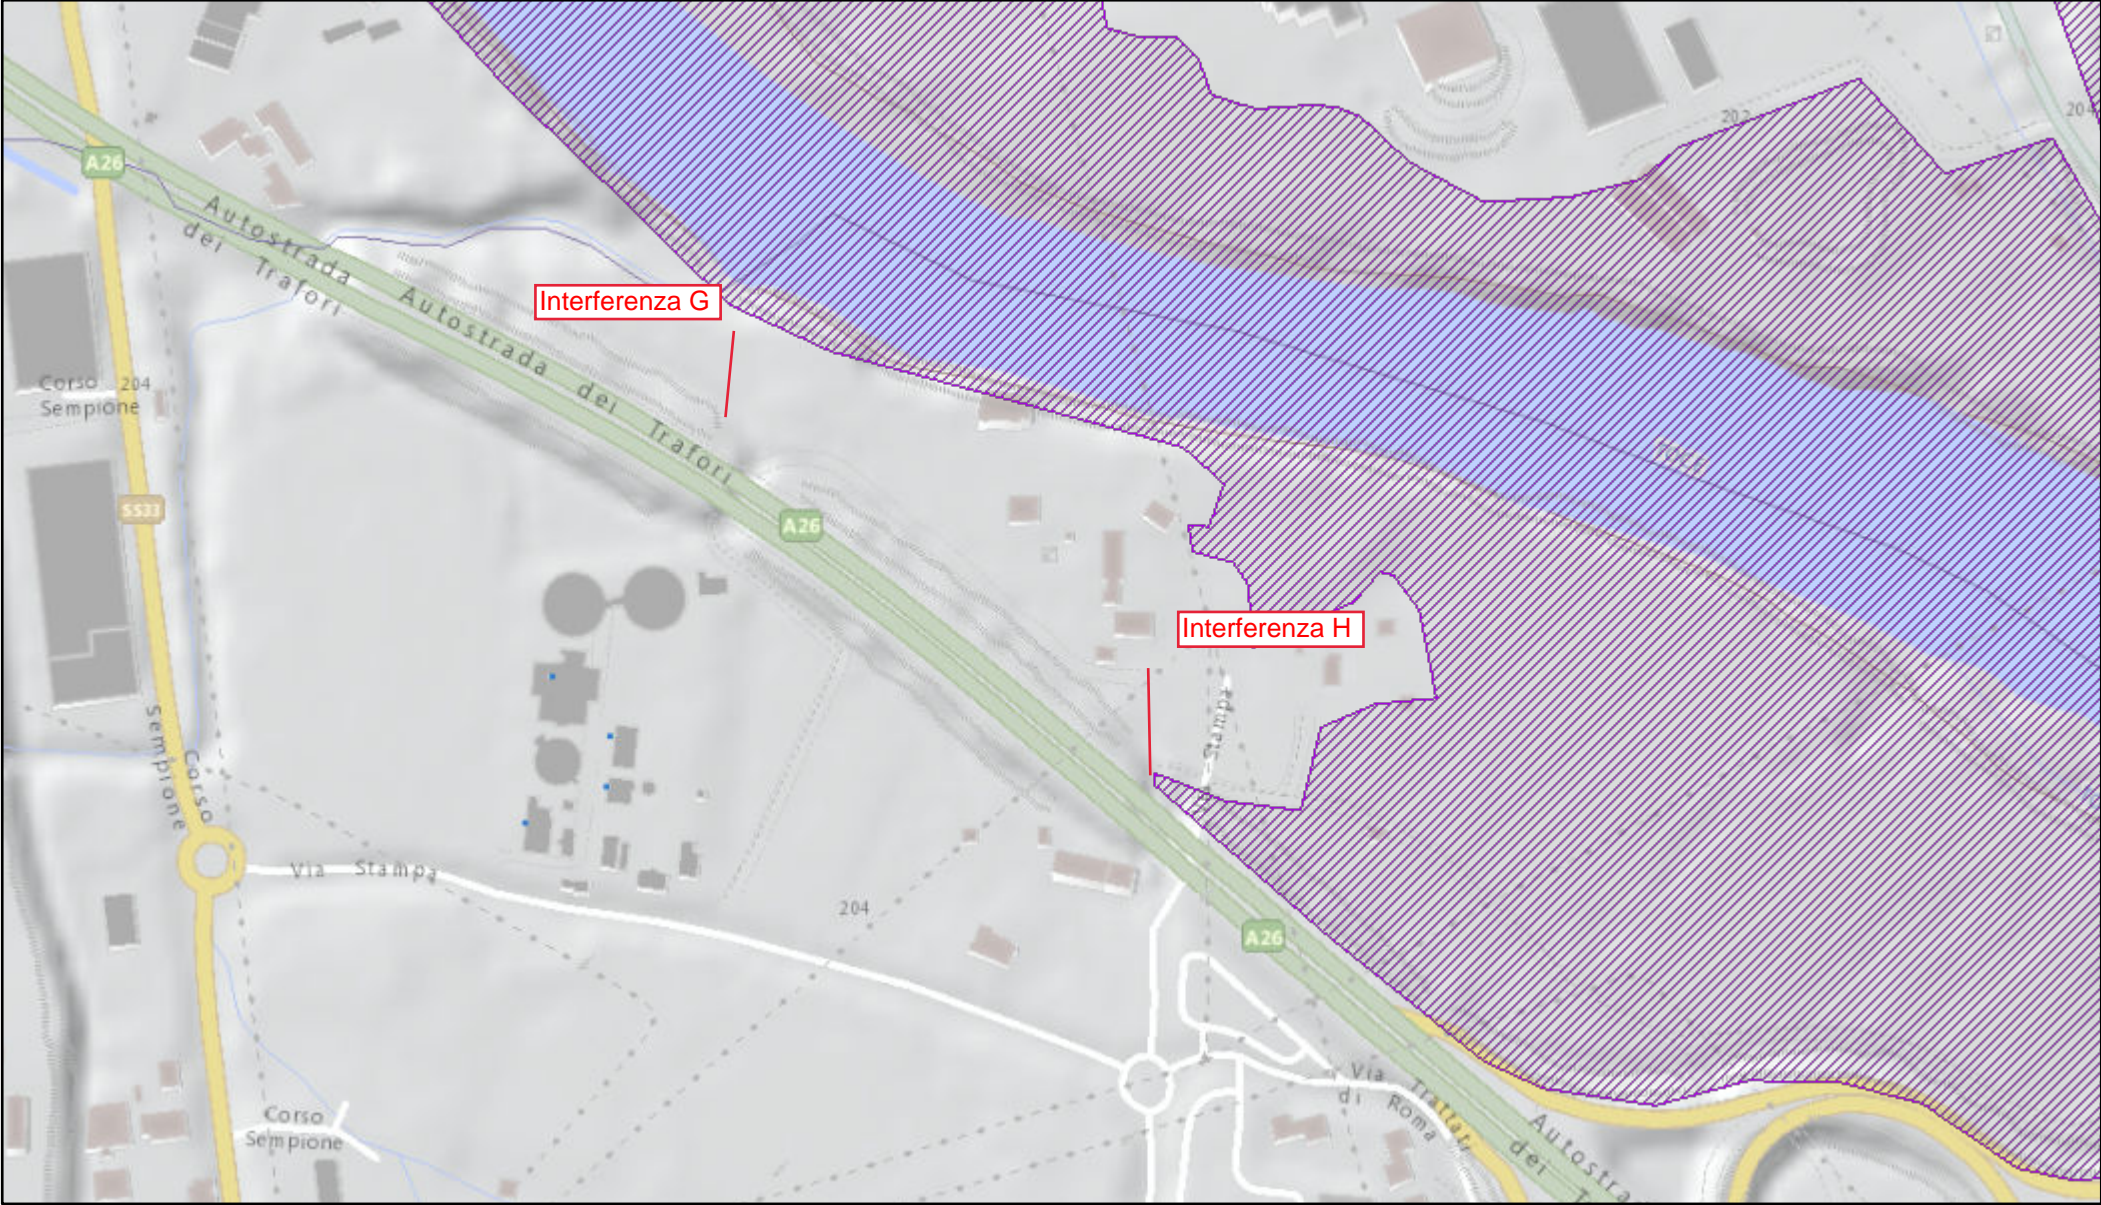 202
204
A26
Autostrada
dei Trafori
Interferenza G
Autostrada dei Trafori
Corso 204
Sempione
SS33
A26
Interferenza H
Stampa
Corso
Sempione
Via Stampa
204
A26
Via Trattati
di Roma
Corso
Sempione
Autostra
dei
T